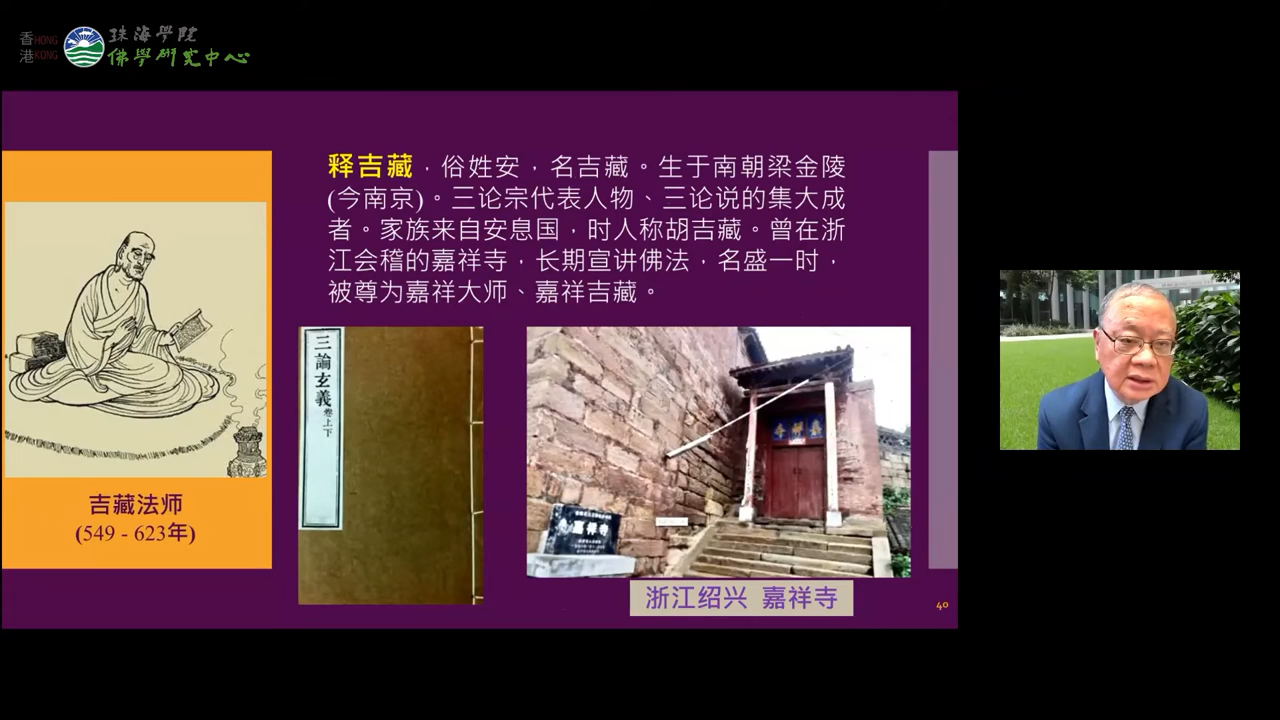 香港
HONG KONG
珠海學院
佛學研究中心
释吉藏，俗姓安，名吉藏。生于南朝梁金陵
(今南京)。三论宗代表人物、三论说的集大成
者。家族来自安息国，时人称胡吉藏。曾在浙
江会稽的嘉祥寺，长期宣讲佛法，名盛一时，
被尊为嘉祥大师、嘉祥吉藏。
吉藏法师
(549 - 623年)
三論玄義卷上下
嘉祥寺
嘉祥寺
浙江绍兴 嘉祥寺
40